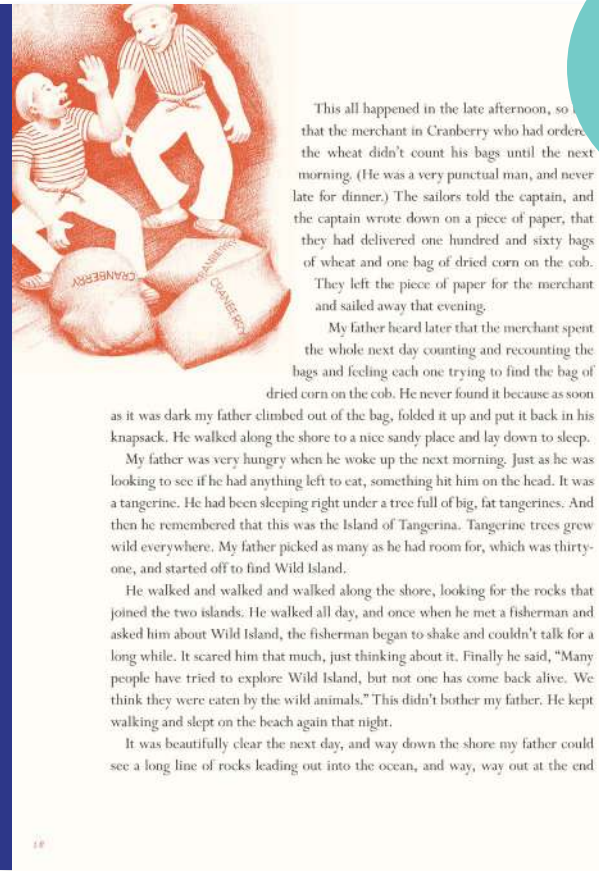 CRANBERRY
CRANBERRY
CRANBERRY
This all happened in the late afternoon, so
that the merchant in Cranberry who had ordered
the wheat didn't count his bags until the next
morning. (He was a very punctual man, and never
late for dinner.) The sailors told the captain, and
the captain wrote down on a piece of paper, that
they had delivered one hundred and sixty bags
of wheat and one bag of dried corn on the cob.
They left the piece of paper for the merchant
and sailed away that evening.
My father heard later that the merchant spent
the whole next day counting and recounting the
bags and feeling each one trying to find the bag of
dried corn on the cob. He never found it because as soon
as it was dark my father climbed out of the bag, folded it up and put it back in his
knapsack. He walked along the shore to a nice sandy place and lay down to sleep.
My father was very hungry when he woke up the next morning. Just as he was
looking to see if he had anything left to eat, something hit him on the head. It was
a tangerine. He had been sleeping right under a tree full of big, fat tangerines. And
then he remembered that this was the Island of Tangerina. Tangerine trees grew
wild everywhere. My father picked as many as he had room for, which was thirty-
one, and started off to find Wild Island.
He walked and walked and walked along the shore, looking for the rocks that
joined the two islands. He walked all day, and once when he met a fisherman and
asked him about Wild Island, the fisherman began to shake and couldn't talk for a
long while. It scared him that much, just thinking about it. Finally he said, “Many
people have tried to explore Wild Island, but not one has come back alive. We
think they were eaten by the wild animals.” This didn't bother my father. He kept
walking and slept on the beach again that night.
It was beautifully clear the next day, and way down the shore my father could
see a long line of rocks leading out into the ocean, and way, way out at the end
18